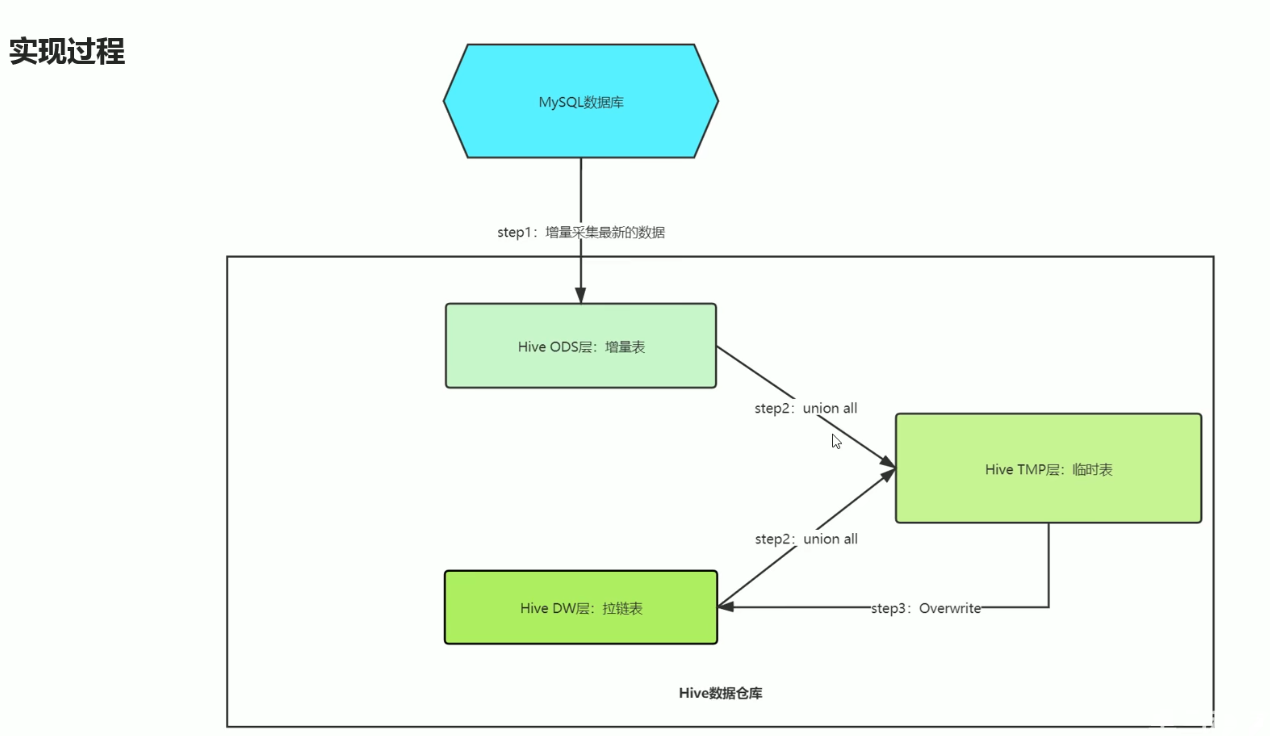 实现过程
MySQL数据库
step1：增量采集最新的数据
Hive ODS层：增量表
step2：union all
Hive TMP层：临时表
step2：union all
Hive DW层：拉链表
step3：Overwrite
Hive数据仓库